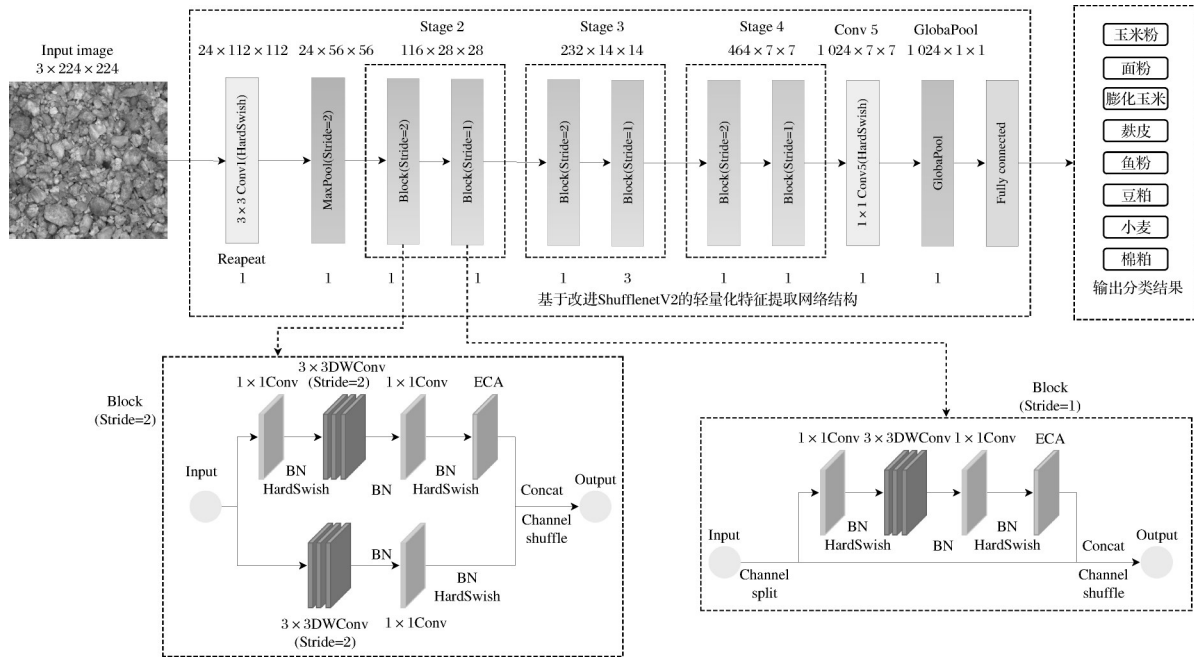 Input image
3×224×224
24×112×112
3×3 Conv1(HardSwish)
Reapeat
1
24×56×56
MaxPool(Stride=2)
1
Stage 2
116×28×28
Block(Stride=2)
Block(Stride=1)
1
1
Stage 3
232×14×14
Block(Stride=2)
Block(Stride=1)
1
3
Stage 4
464×7×7
Block(Stride=2)
Block(Stride=1)
1
1
Conv 5
1 024×7×7
1×1 Conv5(HardSwish)
1
GlobaPool
1 024×1×1
GlobaPool
1
Fully connected
基于改进ShufflenetV2的轻量化特征提取网络结构
玉米粉
面粉
膨化玉米
麸皮
鱼粉
豆粕
小麦
棉粕
输出分类结果
Block
(Stride=2)
Input
1×1Conv
BN
HardSwish
3×3DWConv
(Stride=2)
BN
1×1Conv
BN
HardSwish
ECA
3×3DWConv
(Stride=2)
BN
1×1Conv
BN
HardSwish
Concat
Channel
shuffle
Output
Block
(Stride=1)
Input
Channel
split
1×1Conv
BN
HardSwish
3×3DWConv
BN
1×1Conv
BN
HardSwish
ECA
Concat
Channel
shuffle
Output